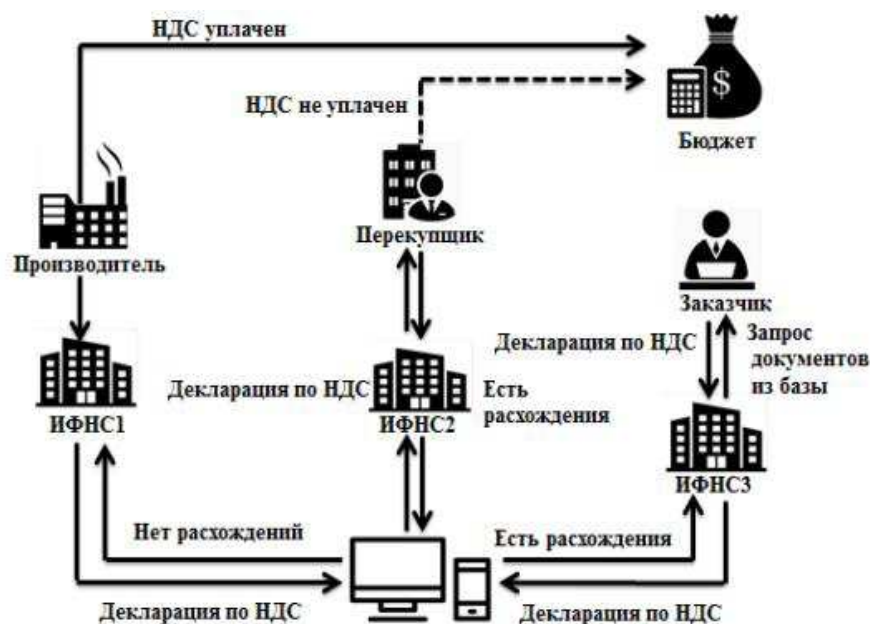 НДС уплачен
НДС не уплачен
$
Бюджет
Производитель
Перекупщик
Заказчик
Декларация по НДС
Запрос
документов
из базы
Декларация по НДС
Есть
расхождения
ИФНС1
ИФНС2
ИФНС3
Нет расхождений
Есть расхождения
Декларация по НДС
Декларация по НДС